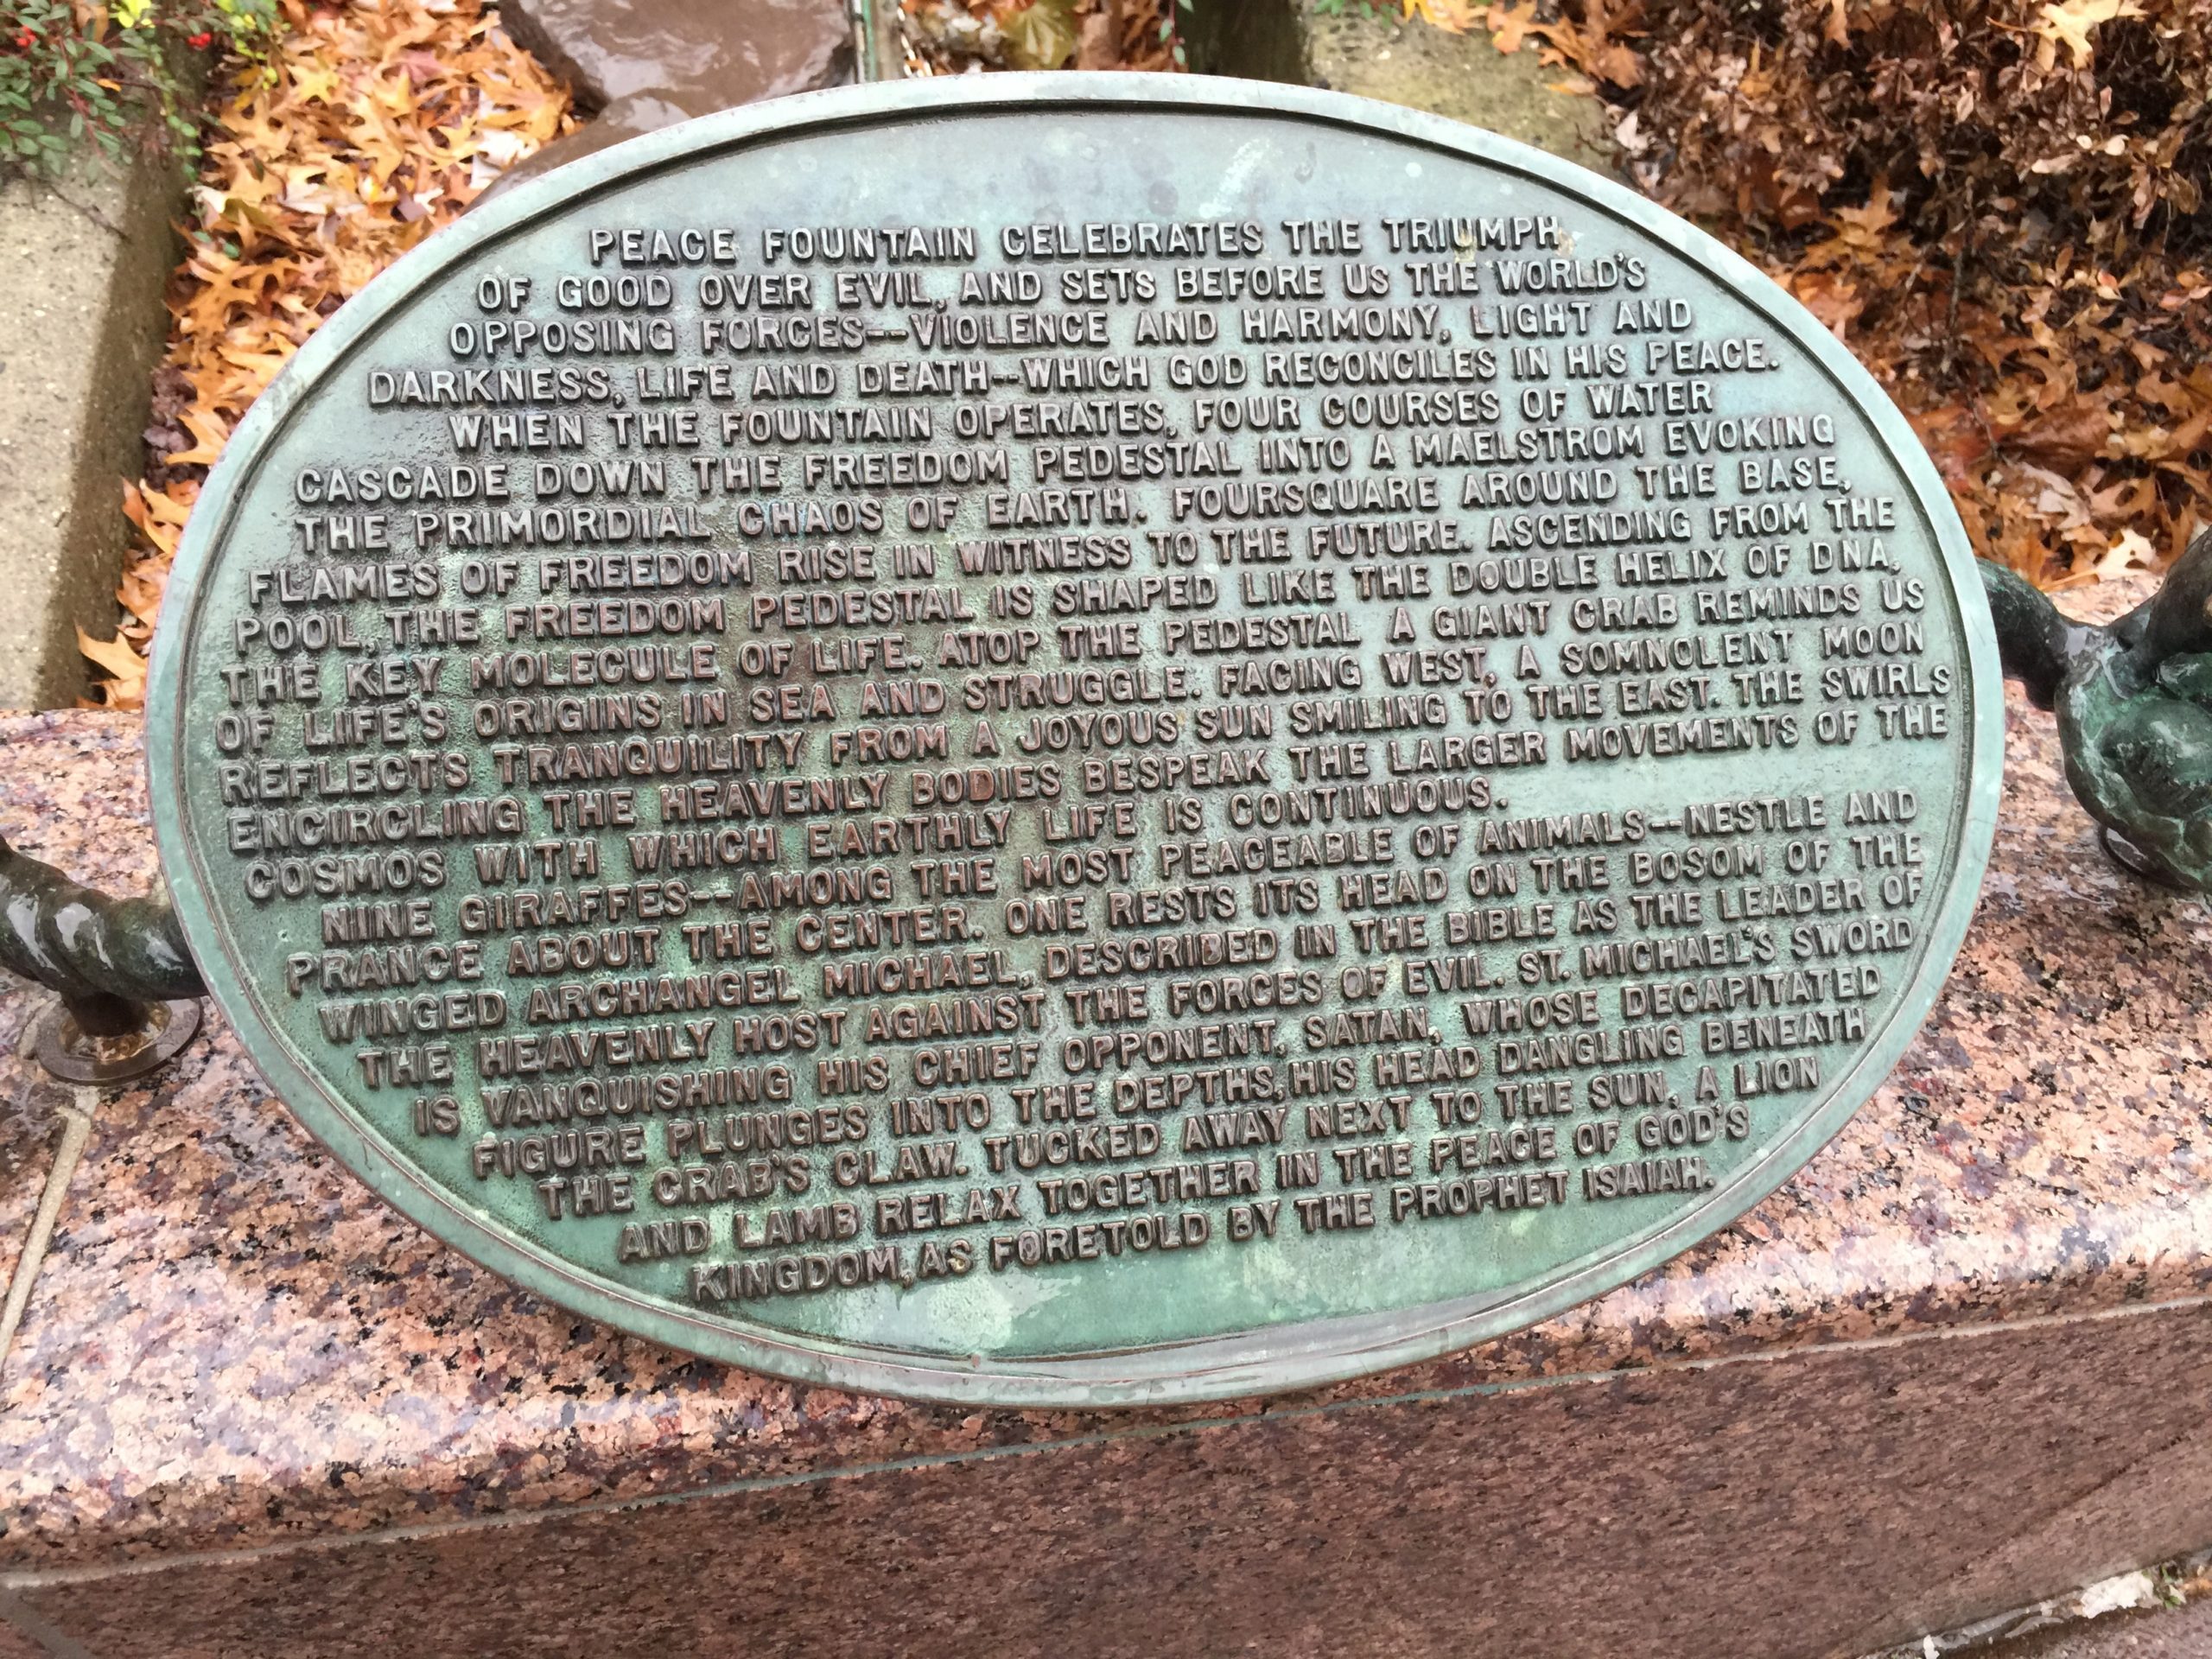 PEACE FOUNTAIN CELEBRATES THE TRIUMPH
OF GOOD OVER EVIL, AND SETS BEFORE US THE WORLD'S
OPPOSING FORCES--VIOLENCE AND HARMONY, LIGHT AND
DARKNESS, LIFE AND DEATH--WHICH GOD RECONCILES IN HIS PEACE.
WHEN THE FOUNTAIN OPERATES, FOUR COURSES OF WATER
CASCADE DOWN THE FREEDOM PEDESTAL INTO A MAELSTROM EVOKING
THE PRIMORDIAL CHAOS OF EARTH. FOURSQUARE AROUND THE BASE,
FLAMES OF FREEDOM RISE IN WITNESS TO THE FUTURE. ASCENDING FROM THE
POOL, THE FREEDOM PEDESTAL IS SHAPED LIKE THE DOUBLE HELIX OF DNA,
THE KEY MOLECULE OF LIFE. ATOP THE PEDESTAL A GIANT CRAB REMINDS US
OF LIFE'S ORIGINS IN SEA AND STRUGGLE. FACING WEST, A SOMNOLENT MOON
REFLECTS TRANQUILITY FROM A JOYOUS SUN SMILING TO THE EAST. THE SWIRLS
ENCIRCLING THE HEAVENLY BODIES BESPEAK THE LARGER MOVEMENTS OF THE
COSMOS WITH WHICH EARTHLY LIFE IS CONTINUOUS.
NINE GIRAFFES--AMONG THE MOST PEACEABLE OF ANIMALS--NESTLE AND
PRANCE ABOUT THE CENTER. ONE RESTS ITS HEAD ON THE BOSOM OF THE
WINGED ARCHANGEL MICHAEL, DESCRIBED IN THE BIBLE AS THE LEADER OF
THE HEAVENLY HOST AGAINST THE FORCES OF EVIL. ST. MICHAEL'S SWORD
IS VANQUISHING HIS CHIEF OPPONENT, SATAN, WHOSE DECAPITATED
FIGURE PLUNGES INTO THE DEPTHS, HIS HEAD DANGLING BENEATH
THE CRAB'S CLAW. TUCKED AWAY NEXT TO THE SUN, A LION
AND LAMB RELAX TOGETHER IN THE PEACE OF GOD'S
KINGDOM, AS FORETOLD BY THE PROPHET ISAIAH.